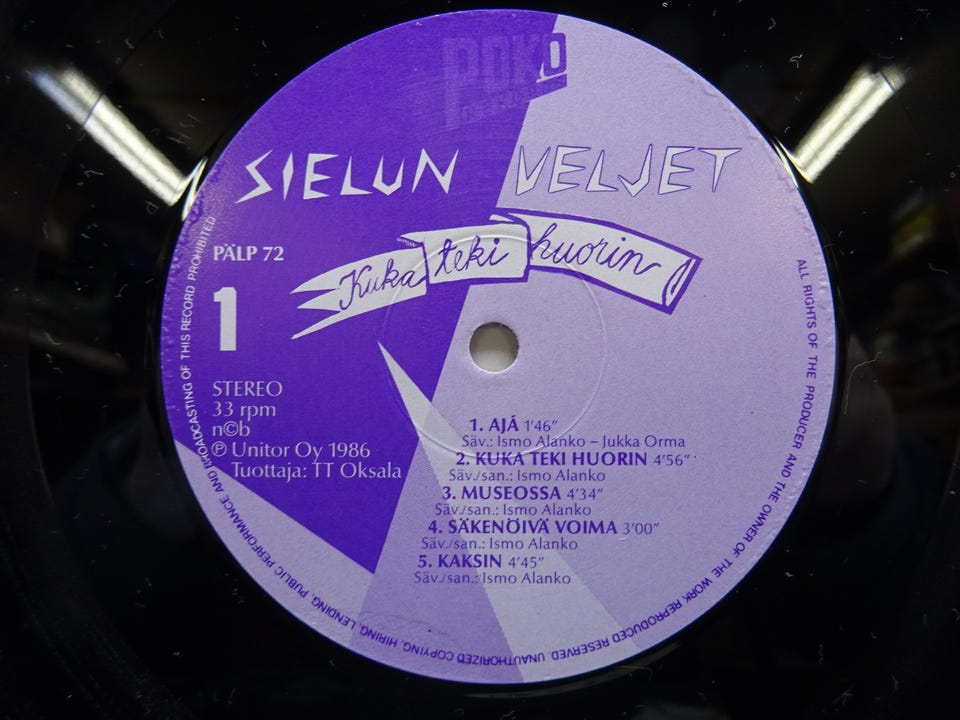 POKO
SIELUN VELJET
Kuka teki huorin
PÄLP 72
1
STEREO
33 rpm
n©b
℗ Unitor Oy 1986
Tuottaja: TT Oksala
1. AJÁ 1'46"
Säv.: Ismo Alanko – Jukka Orma
2. KUKA TEKI HUORIN 4'56"
Säv./san.: Ismo Alanko
3. MUSEOSSA 4'34"
Säv./san.: Ismo Alanko
4. SÄKENÖIVÄ VOIMA 3'00"
Säv./san.: Ismo Alanko
5. KAKSIN 4'45"
Säv./san.: Ismo Alanko
ALL RIGHTS OF THE PRODUCER AND THE OWNER OF THE WORK REPRODUCED RESERVED. UNAUTHORIZED COPYING, HIRING, LENDING, PUBLIC PERFORMANCE AND BROADCASTING OF THIS RECORD PROHIBITED